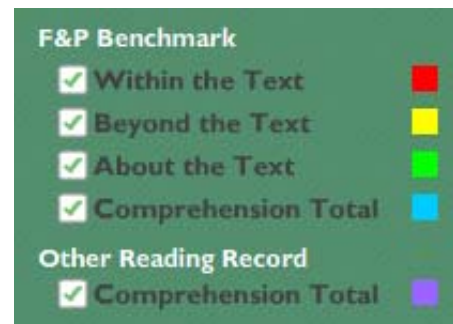 F&P Benchmark
Within the Text
Beyond the Text
About the Text
Comprehension Total
Other Reading Record
Comprehension Total